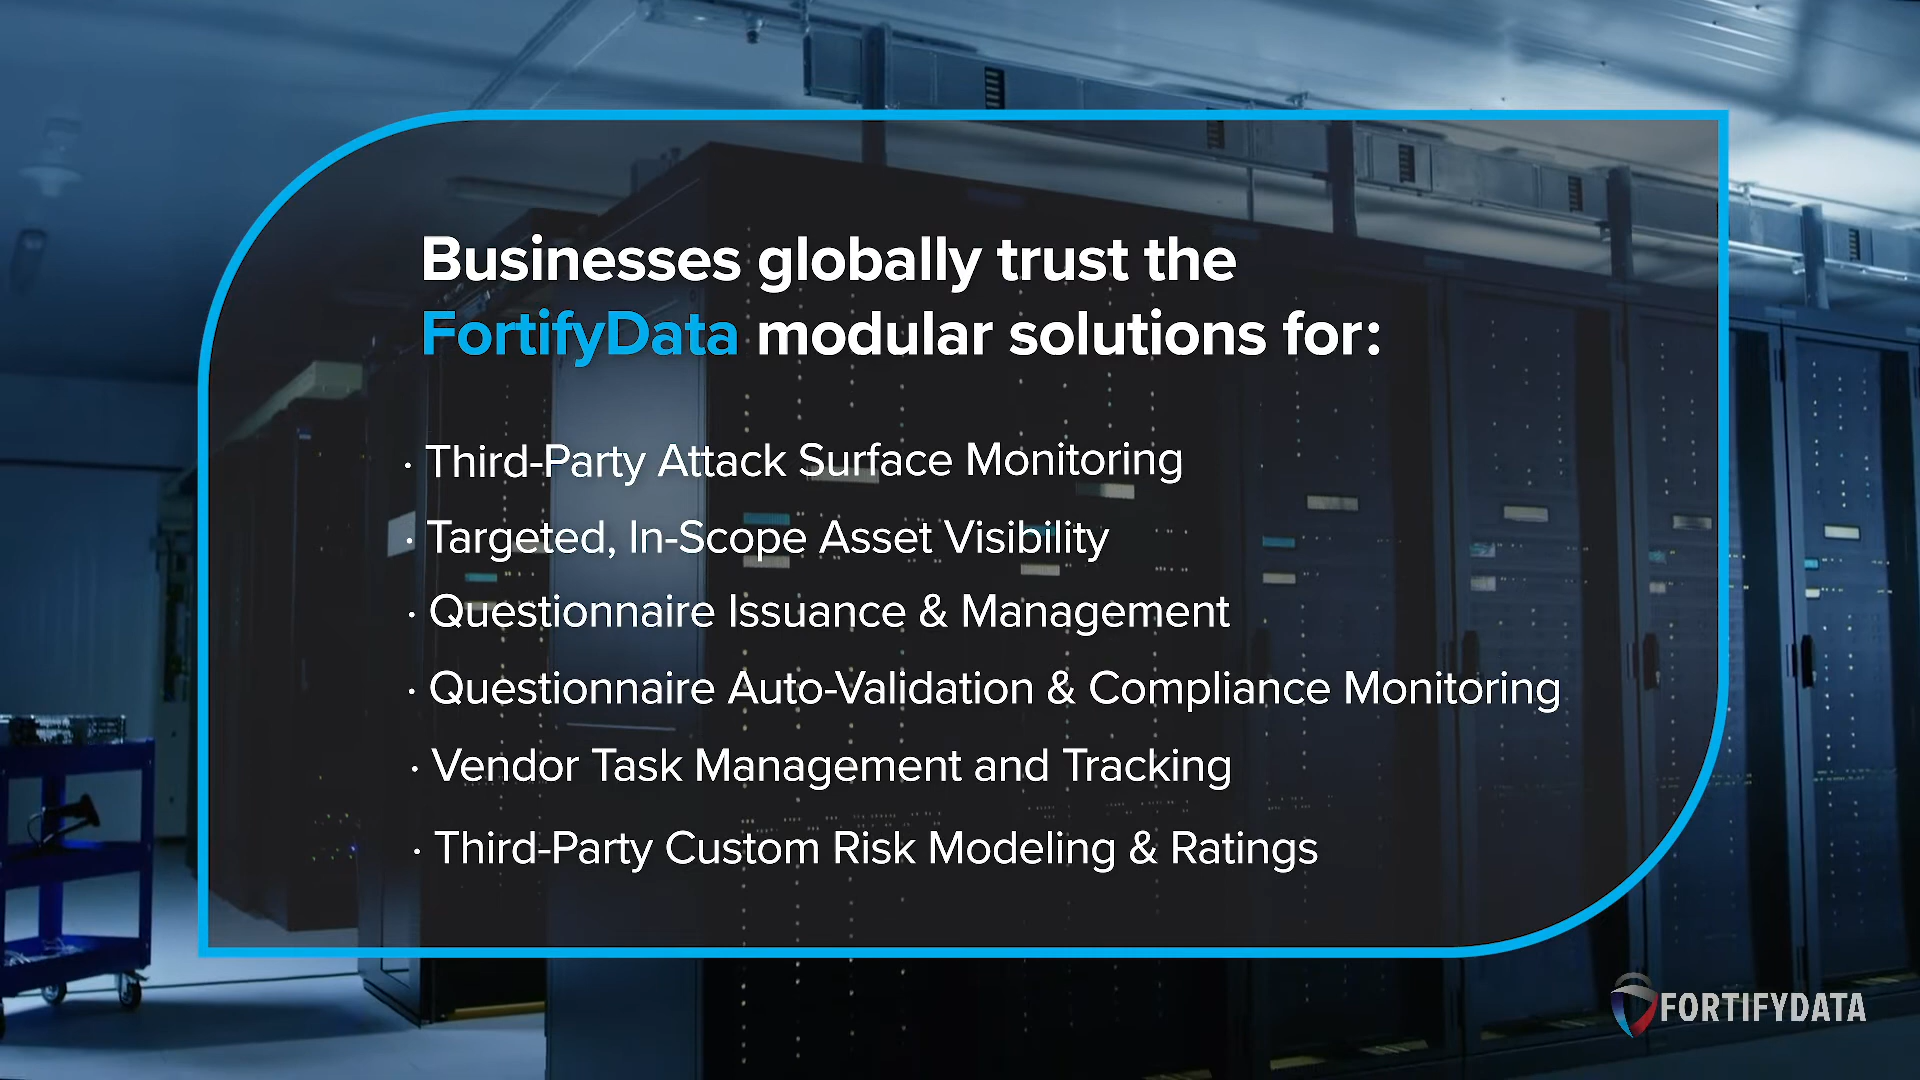 Businesses globally trust the
FortifyData modular solutions for:
· Third-Party Attack Surface Monitoring
· Targeted, In-Scope Asset Visibility
· Questionnaire Issuance & Management
· Questionnaire Auto-Validation & Compliance Monitoring
· Vendor Task Management and Tracking
· Third-Party Custom Risk Modeling & Ratings
FORTIFYDATA